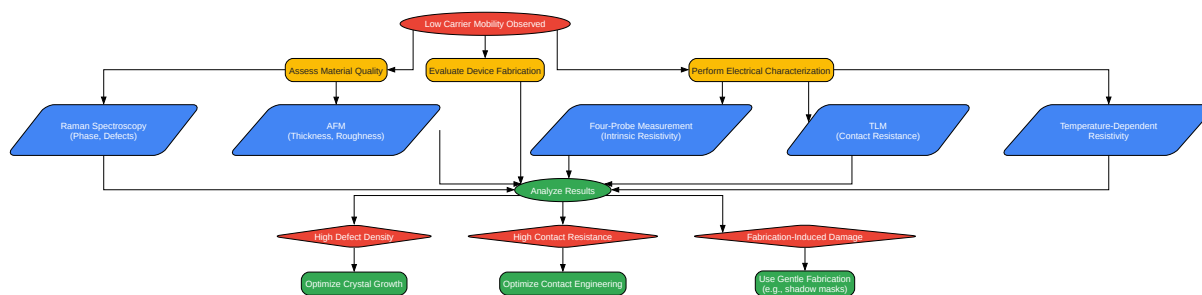 Low Carrier Mobility Observed
Assess Material Quality
Evaluate Device Fabrication
Perform Electrical Characterization
Raman Spectroscopy
(Phase, Defects)
AFM
(Thickness, Roughness)
Four-Probe Measurement
(Intrinsic Resistivity)
TLM
(Contact Resistance)
Temperature-Dependent
Resistivity
Analyze Results
High Defect Density
High Contact Resistance
Fabrication-Induced Damage
Optimize Crystal Growth
Optimize Contact Engineering
Use Gentle Fabrication
(e.g., shadow masks)